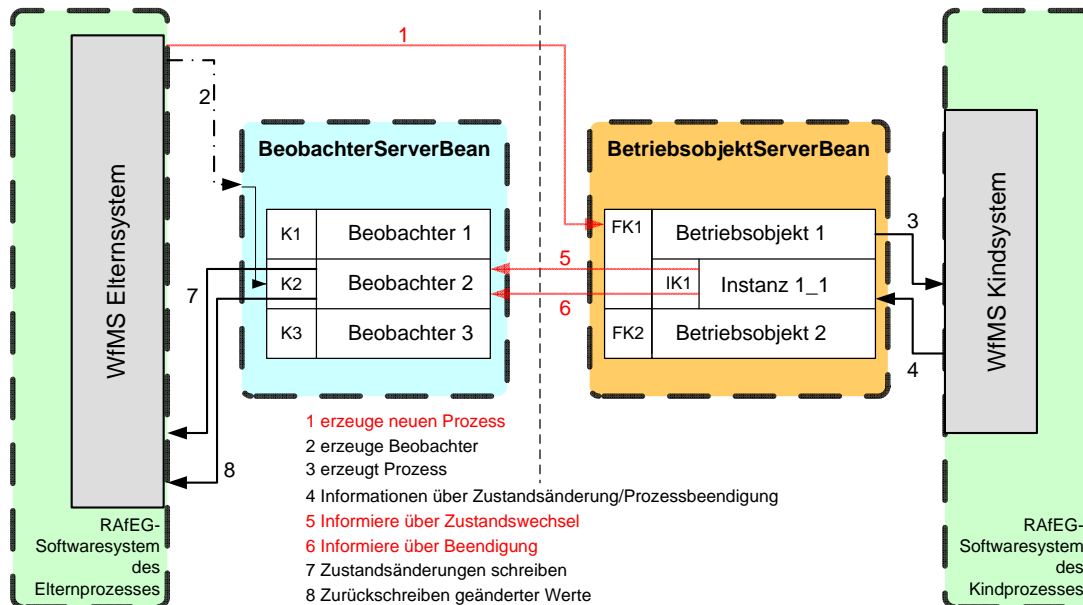 1
2
WfMS Elternsystem
BeobachterServerBean
K1
Beobachter 1
K2
Beobachter 2
K3
Beobachter 3
7
8
BetriebsobjektServerBean
FK1
Betriebsobjekt 1
IK1
Instanz 1_1
FK2
Betriebsobjekt 2
5
6
3
4
WfMS Kindsystem
1 erzeuge neuen Prozess
2 erzeuge Beobachter
3 erzeugt Prozess
4 Informationen über Zustandsänderung/Prozessbeendigung
5 Informiere über Zustandswechsel
6 Informiere über Beendigung
7 Zustandsänderungen schreiben
8 Zurückschreiben geänderter Werte
RAfEG-
Softwaresystem
des
Elternprozesses
RAfEG-
Softwaresystem
des
Kindprozesses